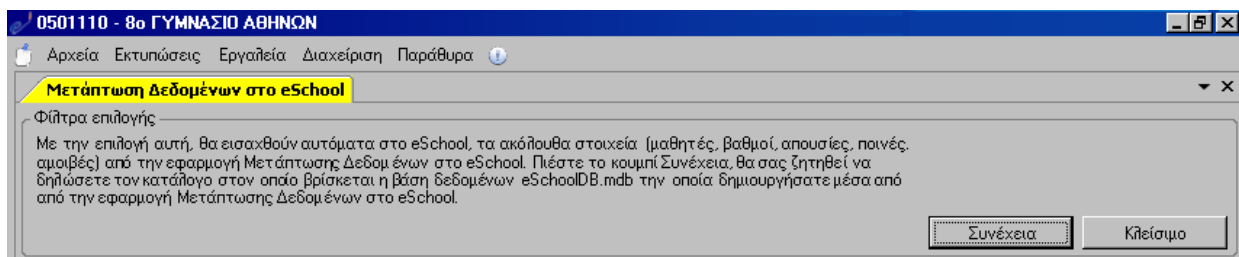 0501110 - 8ο ΓΥΜΝΑΣΙΟ ΑΘΗΝΩΝ
Αρχεία Εκτυπώσεις Εργαλεία Διαχείριση Παράθυρα
Μετάπτωση Δεδομένων στο eSchool
Φίλτρα επιλογής
Με την επιλογή αυτή, θα εισαχθούν αυτόματα στο eSchool, τα ακόλουθα στοιχεία (μαθητές, βαθμοί, απουσίες, ποινές,
αμοιβές) από την εφαρμογή Μετάπτωσης Δεδομένων στο eSchool. Πιέστε το κουμπί Συνέχεια, θα σας ζητηθεί να
δηλώσετε τον κατάλογο στον οποίο βρίσκεται η βάση δεδομένων eSchoolDB.mdb την οποία δημιουργήσατε μέσα από
από την εφαρμογή Μετάπτωσης Δεδομένων στο eSchool.
Συνέχεια Κλείσιμο